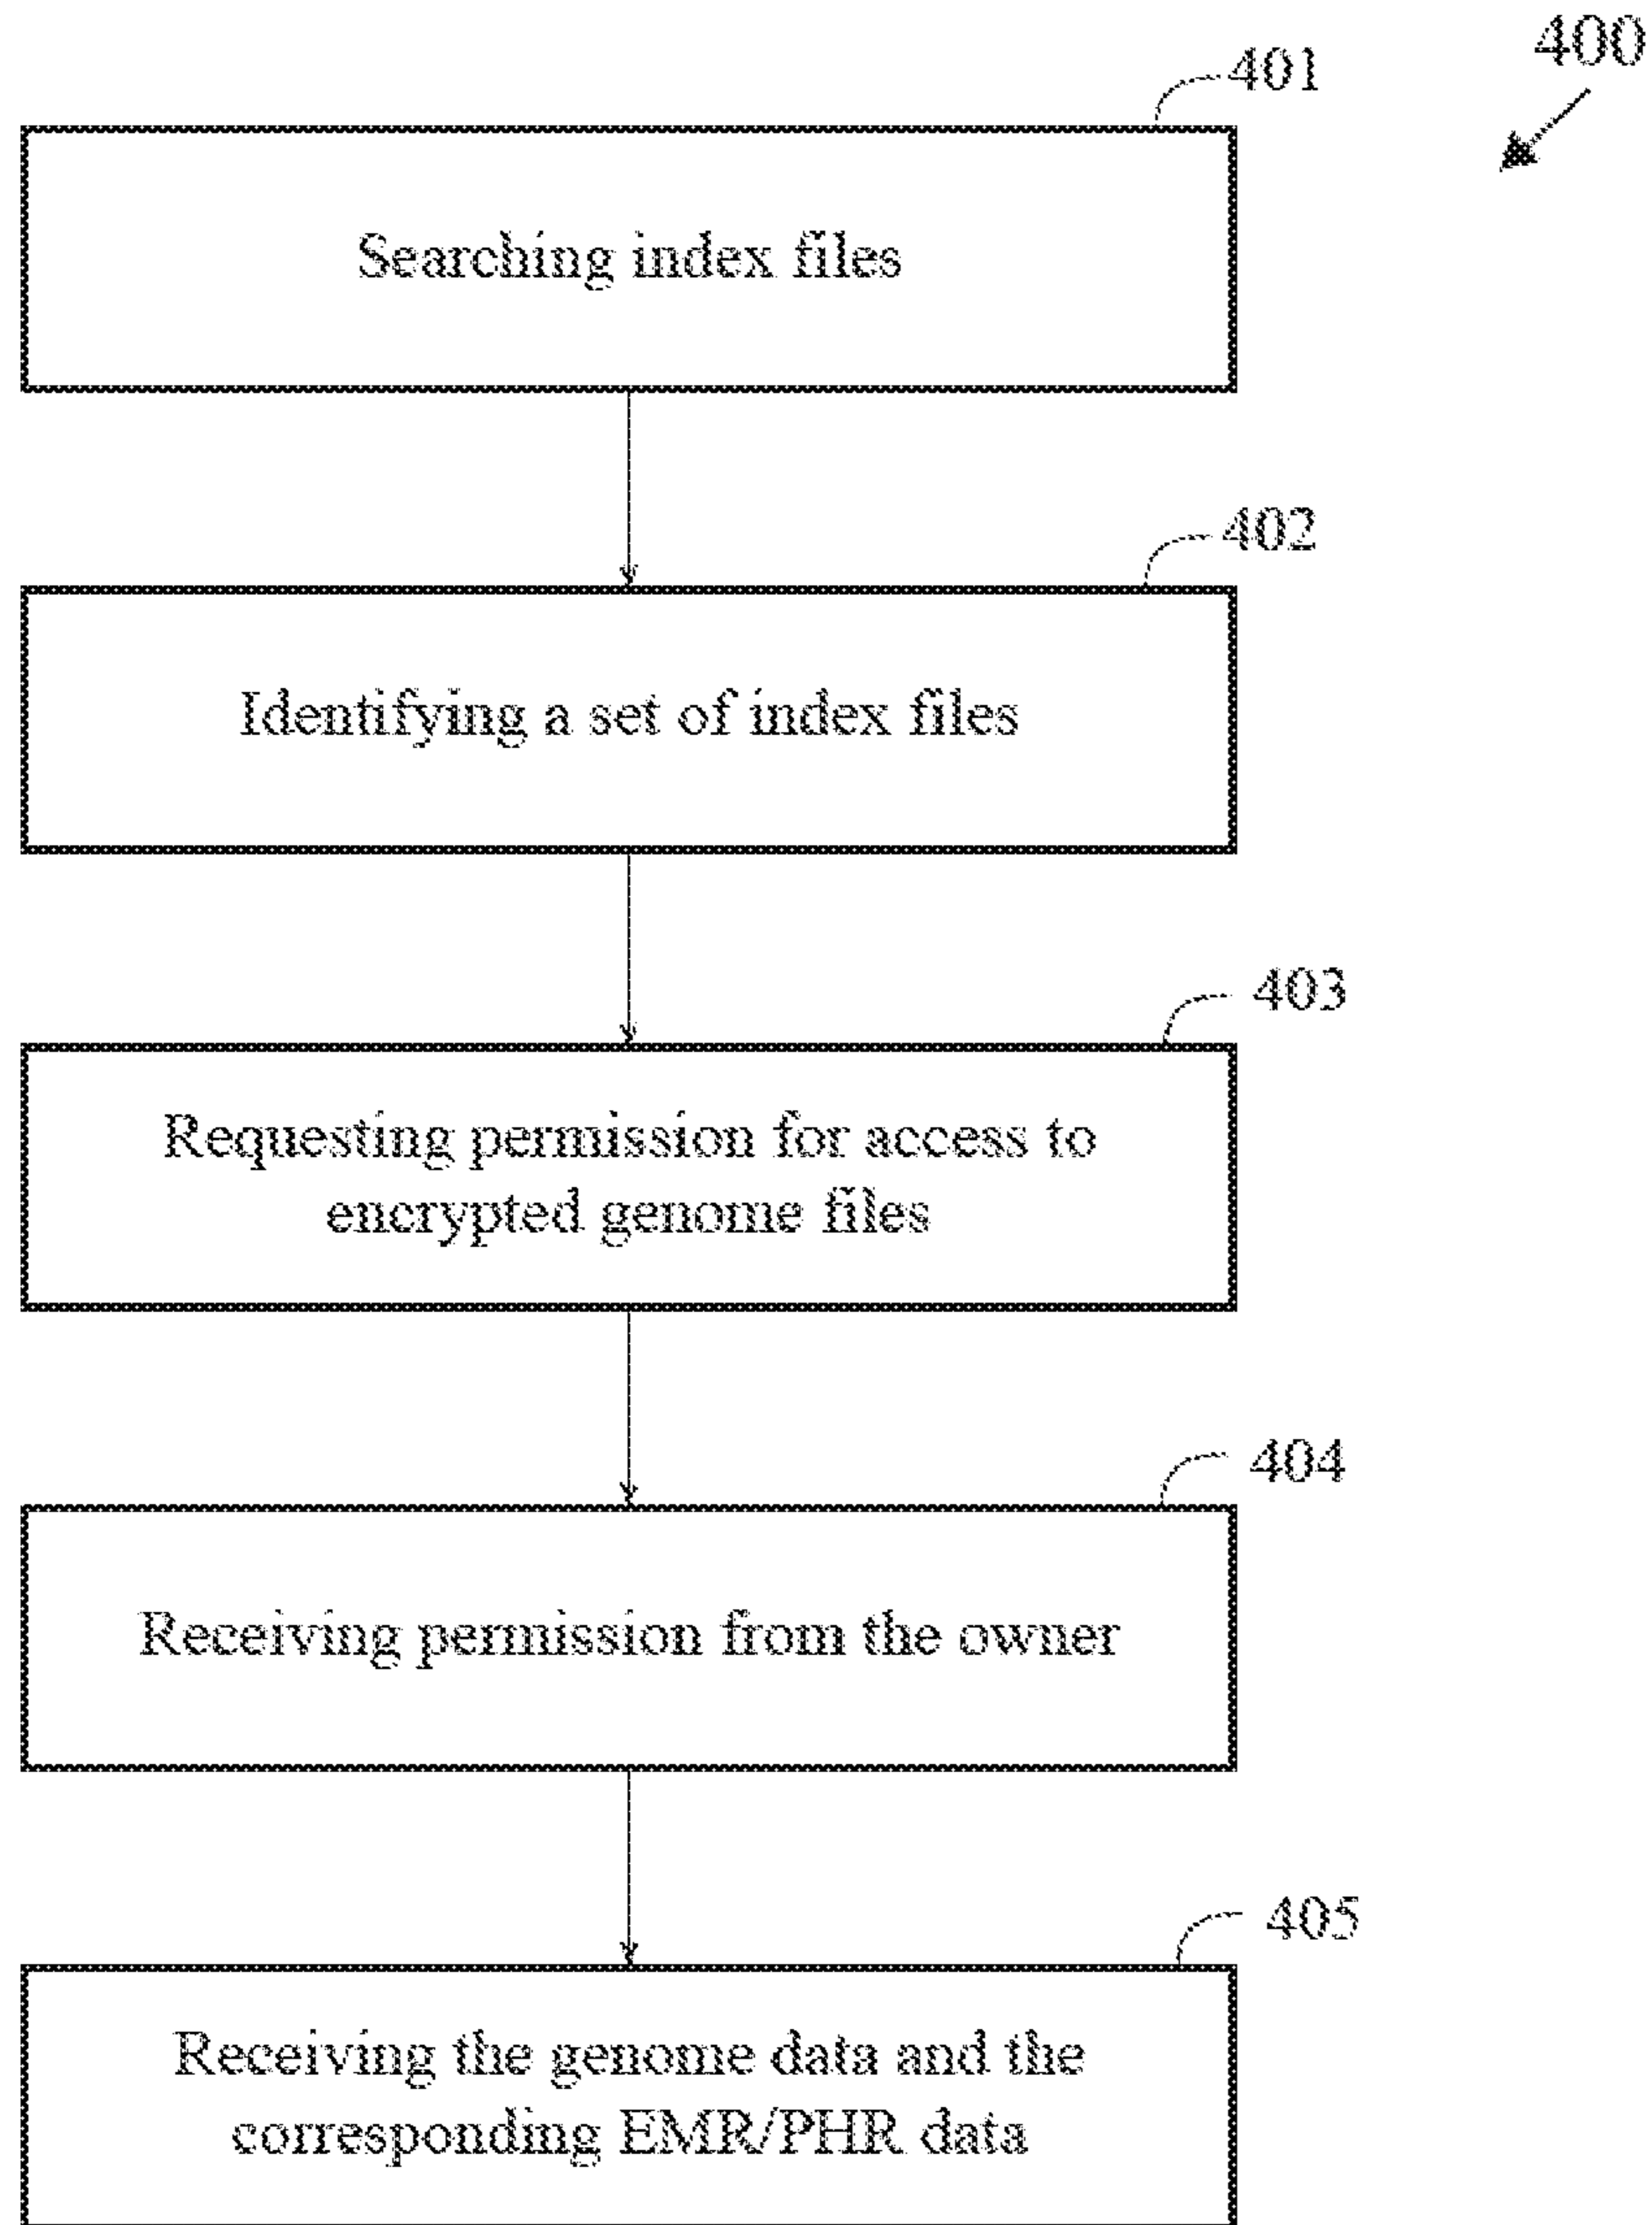 400
401
Searching index files
402
Identifying a set of index files
403
Requesting permission for access to
encrypted genome files
404
Receiving permission from the owner
405
Receiving the genome data and the
corresponding EMR/PHR data